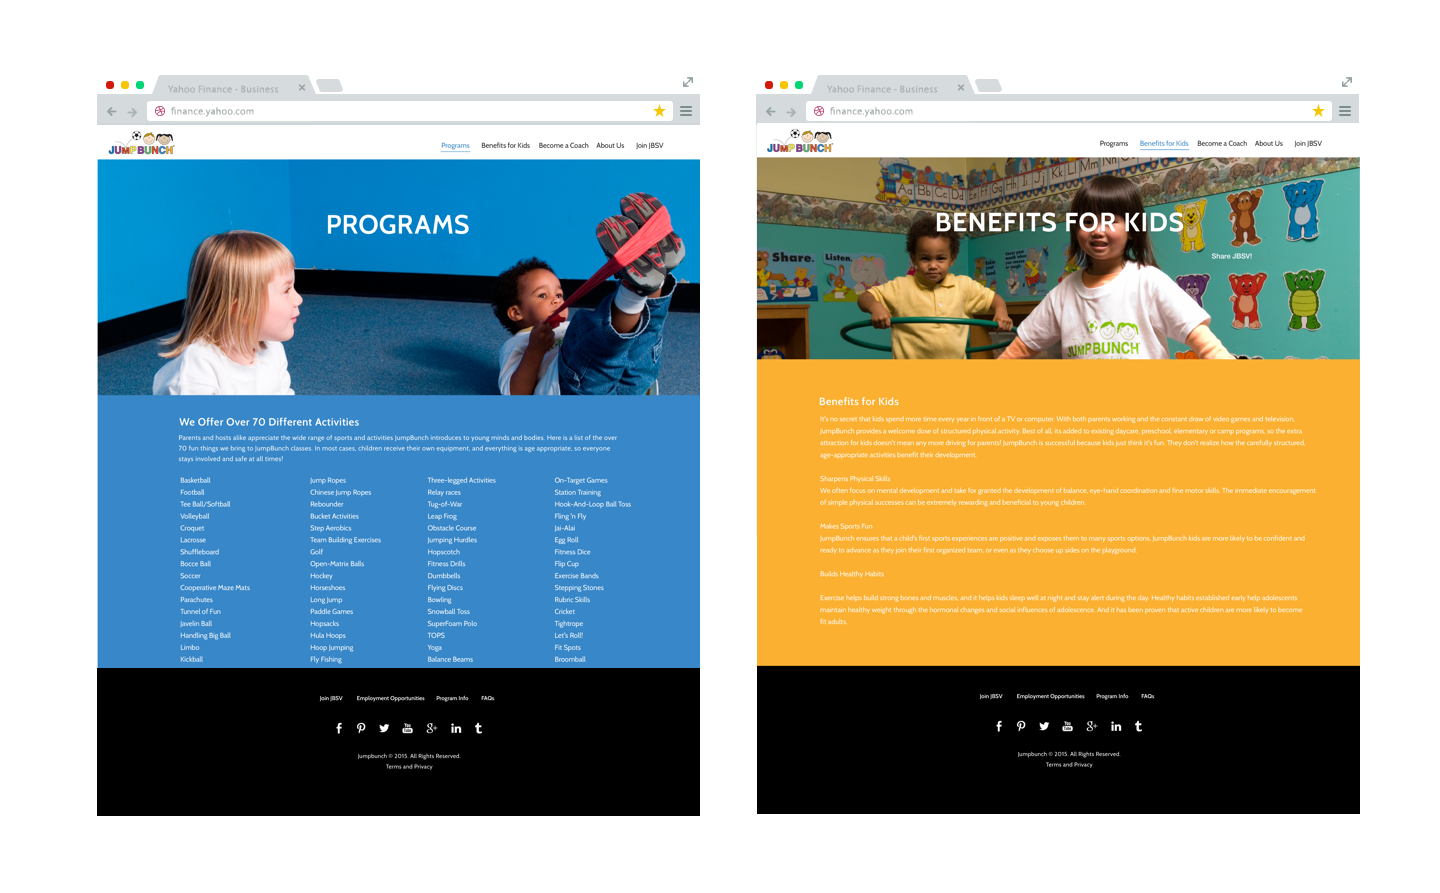 Yahoo Finance - Business
finance.yahoo.com
JUMPBUNCH
Programs Benefits for Kids Become a Coach About Us Join JBSV
PROGRAMS
We Offer Over 70 Different Activities
Parents and hosts alike appreciate the wide range of sports and activities JumpBunch introduces to young minds and bodies. Here is a list of the over
70 fun things we bring to JumpBunch classes. In most cases, children receive their own equipment, and everything is age appropriate, so everyone
stays involved and safe at all times!
Basketball
Football
Tee Ball/Softball
Volleyball
Croquet
Lacrosse
Shuffleboard
Bocce Ball
Soccer
Cooperative Maze Mats
Parachutes
Tunnel of Fun
Javelin Ball
Handling Big Ball
Limbo
Kickball
Jump Ropes
Chinese Jump Ropes
Rebounder
Bucket Activities
Step Aerobics
Team Building Exercises
Golf
Open-Matrix Balls
Hockey
Horseshoes
Long Jump
Paddle Games
Hopsacks
Hula Hoops
Hoop Jumping
Fly Fishing
Three-legged Activities
Relay races
Tug-of-War
Leap Frog
Obstacle Course
Jumping Hurdles
Hopscotch
Fitness Drills
Dumbbells
Flying Discs
Bowling
Snowball Toss
SuperFoam Polo
TOPS
Yoga
Balance Beams
On-Target Games
Station Training
Hook-And-Loop Ball Toss
Fling 'n Fly
Jai-Alai
Egg Roll
Fitness Dice
Flip Cup
Exercise Bands
Stepping Stones
Rubric Skills
Cricket
Tightrope
Let's Roll!
Fit Spots
Broomball
Join JBSV Employment Opportunities Program Info FAQs
Jumpbunch © 2015. All Rights Reserved.
Terms and Privacy
Yahoo Finance - Business
finance.yahoo.com
JUMPBUNCH
Programs Benefits for Kids Become a Coach About Us Join JBSV
Aa Bb Cc Dd Ee Ff Gg Hh Ii Jj Kk Ll Mm Nn
BENEFITS FOR KIDS
Share.
Listen.
Share JBSV!
JUMPBUNCH
Benefits for Kids
It's no secret that kids spend more time every year in front of a TV or computer. With both parents working and the constant draw of video games and television,
JumpBunch provides a welcome dose of structured physical activity. Best of all, its added to existing daycare, preschool, elementary or camp programs, so the extra
attraction for kids doesn't mean any more driving for parents! JumpBunch is successful because kids just think it's fun. They don't realize how the carefully structured,
age-appropriate activities benefit their development.
Sharpens Physical Skills
We often focus on mental development and take for granted the development of balance, eye-hand coordination and fine motor skills. The immediate encouragement
of simple physical successes can be extremely rewarding and beneficial to young children.
Makes Sports Fun
JumpBunch ensures that a child's first sports experiences are positive and exposes them to many sports options. JumpBunch kids are more likely to be confident and
ready to advance as they join their first organized team, or even as they choose up sides on the playground.
Builds Healthy Habits
Exercise helps build strong bones and muscles, and it helps kids sleep well at night and stay alert during the day. Healthy habits established early help adolescents
maintain healthy weight through the hormonal changes and social influences of adolescence. And it has been proven that active children are more likely to become
fit adults.
Join JBSV Employment Opportunities Program Info FAQs
Jumpbunch © 2015. All Rights Reserved.
Terms and Privacy